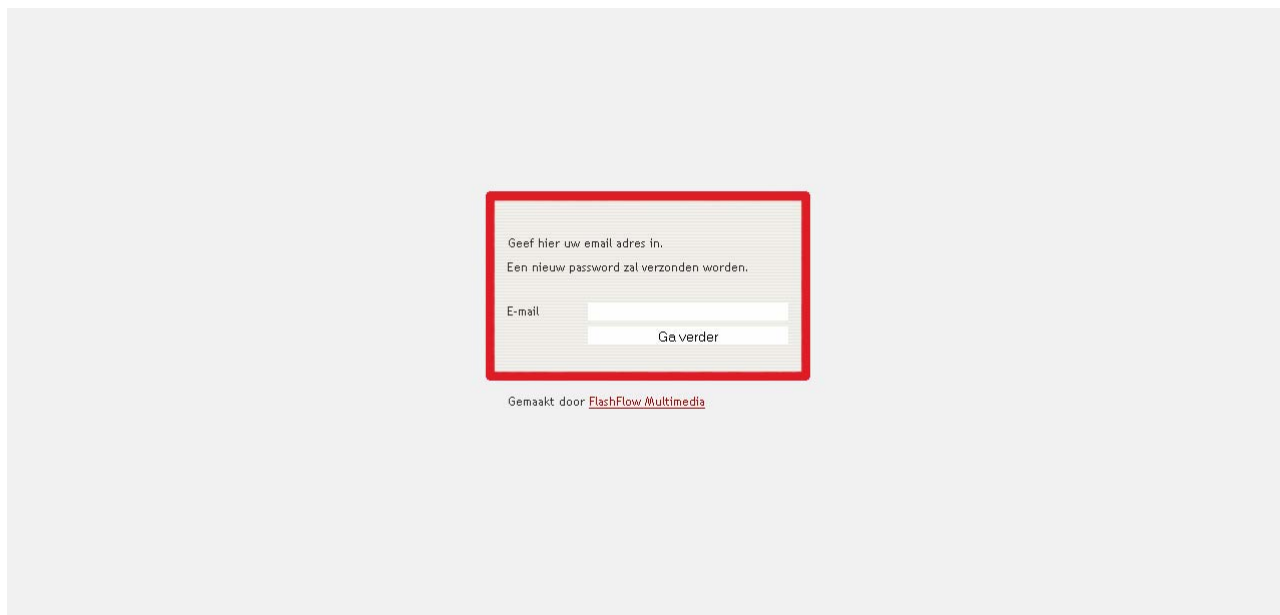 Geef hier uw email adres in.
Een nieuw password zal verzonden worden.
E-mail
Ga verder
Gemaakt door FlashFlow Multimedia